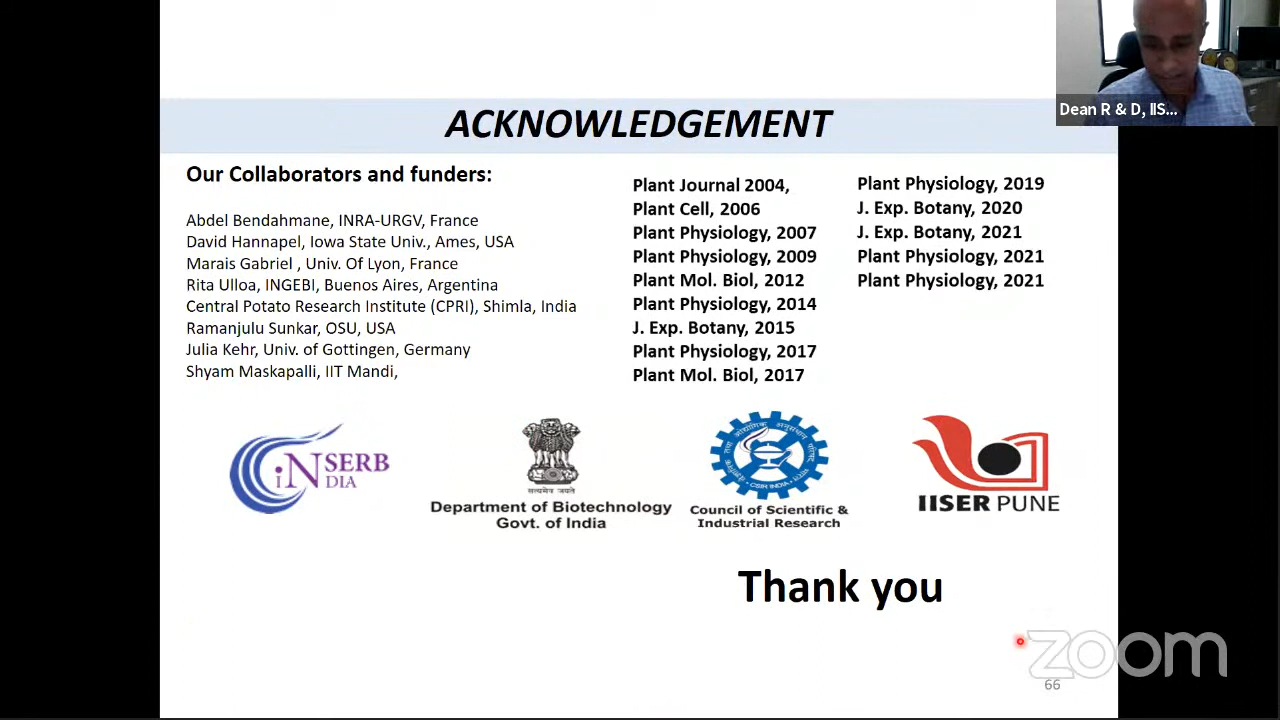 ACKNOWLEDGEMENT
Dean R & D, IIS...
Our Collaborators and funders:
Abdel Bendahmane, INRA-URGV, France
David Hannapel, Iowa State Univ., Ames, USA
Marais Gabriel , Univ. Of Lyon, France
Rita Ulloa, INGEBI, Buenos Aires, Argentina
Central Potato Research Institute (CPRI), Shimla, India
Ramanjulu Sunkar, OSU, USA
Julia Kehr, Univ. of Gottingen, Germany
Shyam Maskapalli, IIT Mandi,
Plant Journal 2004,
Plant Cell, 2006
Plant Physiology, 2007
Plant Physiology, 2009
Plant Mol. Biol, 2012
Plant Physiology, 2014
J. Exp. Botany, 2015
Plant Physiology, 2017
Plant Mol. Biol, 2017
Plant Physiology, 2019
J. Exp. Botany, 2020
J. Exp. Botany, 2021
Plant Physiology, 2021
Plant Physiology, 2021
SERB
iNDIA
सत्यमेव जयते
Department of Biotechnology
Govt. of India
CSIR INDIA
Council of Scientific &
Industrial Research
IISER PUNE
Thank you
zoom
66